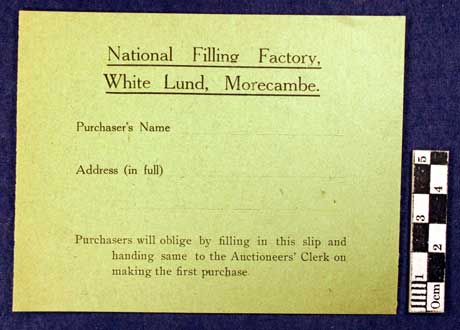 National Filling Factory,
White Lund, Morecambe.
Purchaser's Name
Address (in full)
Purchasers will oblige by filling in this slip and
handing same to the Auctioneers' Clerk on
making the first purchase.
5
4
3
2
1
0cm